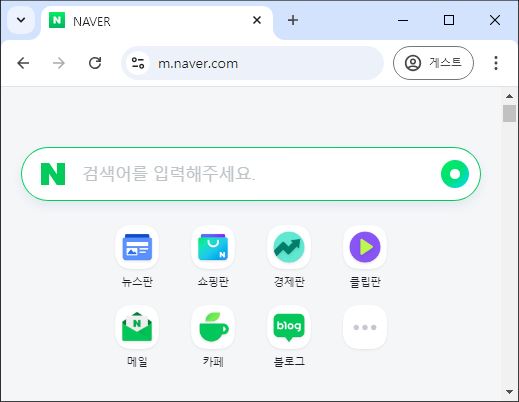 NAVER
m.naver.com
게스트
N 검색어를 입력해주세요.
뉴스판 쇼핑판 경제판 클립판
blog
메일 카페 블로그